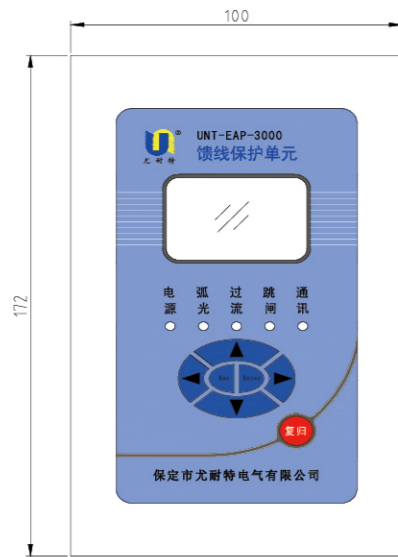 100
172
®
UNT-EAP-3000
尤耐特
馈线保护单元
电源 弧光 过流 跳闸 通讯
Esc Enter
复归
保定市尤耐特电气有限公司